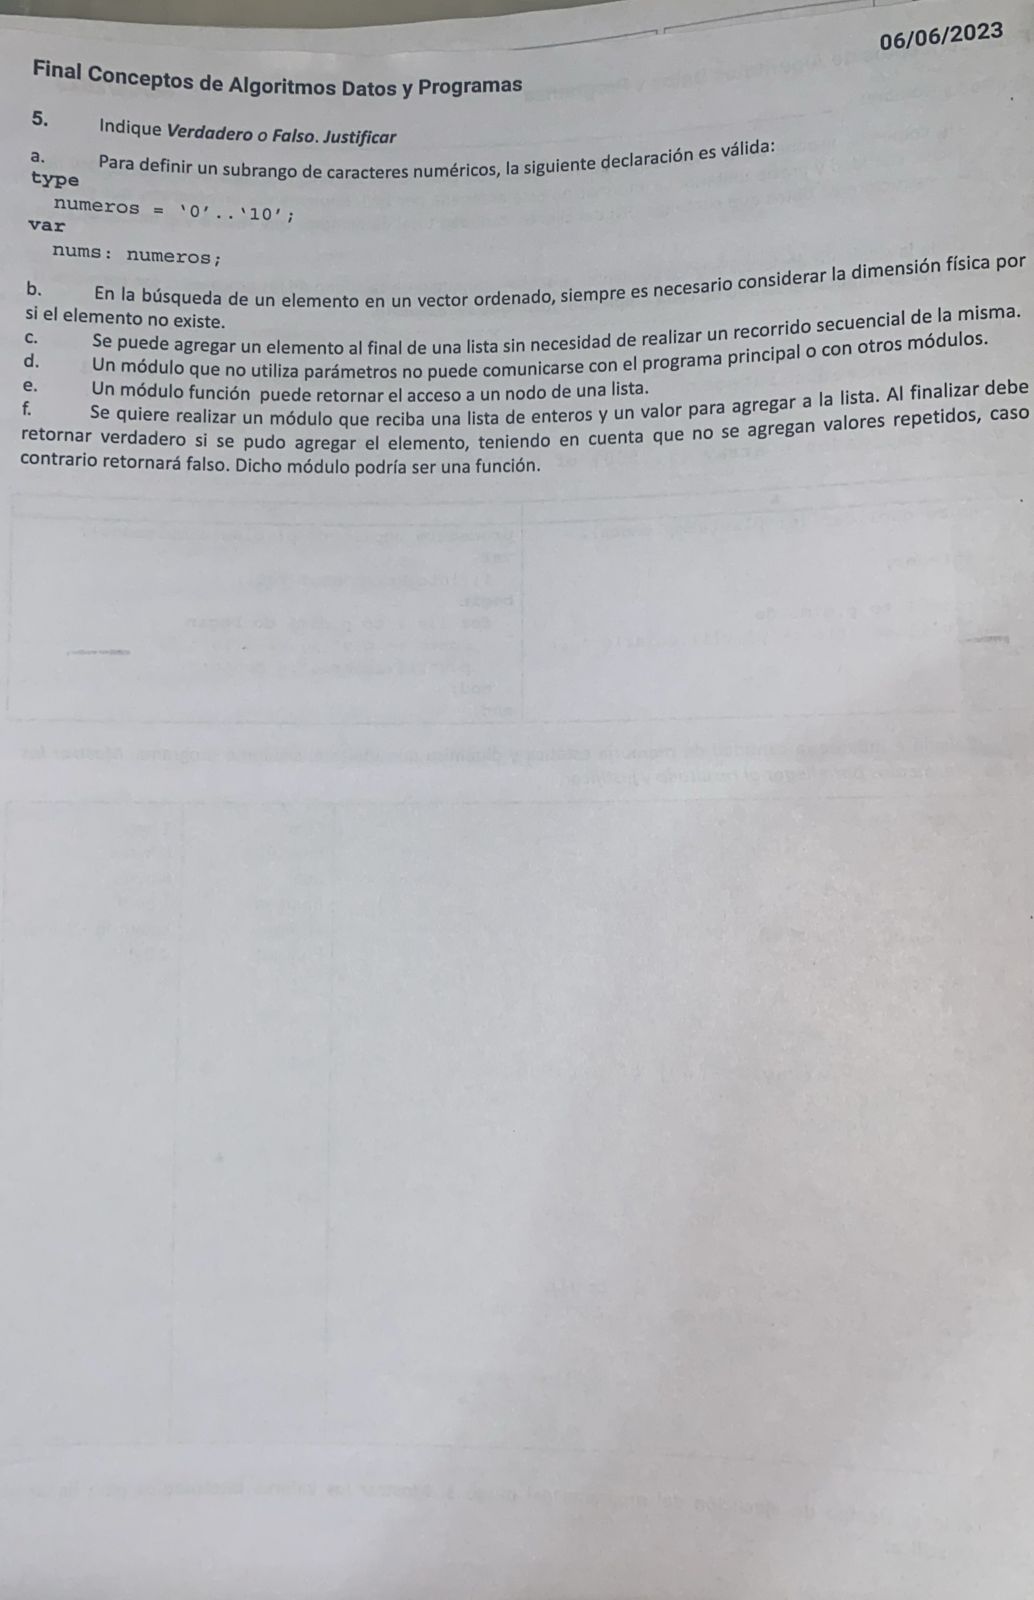 06/06/2023
Final Conceptos de Algoritmos Datos y Programas
5. Indique Verdadero o Falso. Justificar
a. Para definir un subrango de caracteres numéricos, la siguiente declaración es válida:
type
numeros = ‘0’..‘10’;
var
nums: numeros;
b. En la búsqueda de un elemento en un vector ordenado, siempre es necesario considerar la dimensión física por
si el elemento no existe.
c. Se puede agregar un elemento al final de una lista sin necesidad de realizar un recorrido secuencial de la misma.
d. Un módulo que no utiliza parámetros no puede comunicarse con el programa principal o con otros módulos.
e. Un módulo función puede retornar el acceso a un nodo de una lista.
f. Se quiere realizar un módulo que reciba una lista de enteros y un valor para agregar a la lista. Al finalizar debe
retornar verdadero si se pudo agregar el elemento, teniendo en cuenta que no se agregan valores repetidos, caso
contrario retornará falso. Dicho módulo podría ser una función.